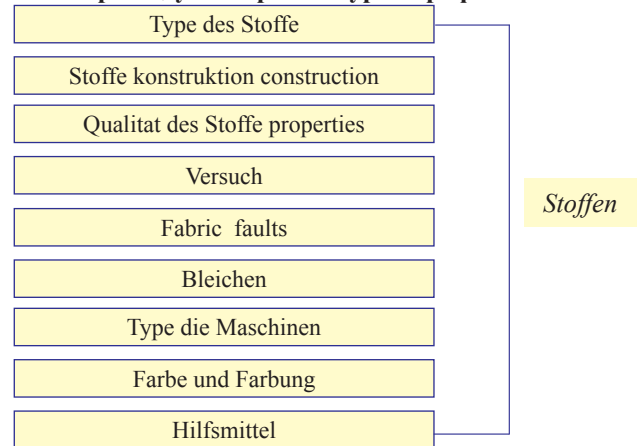 Type des Stoffe
Stoffe konstruktion construction
Qualitat des Stoffe properties
Versuch
Stoffen
Fabric faults
Bleichen
Type die Maschinen
Farbe und Farbung
Hilfsmittel